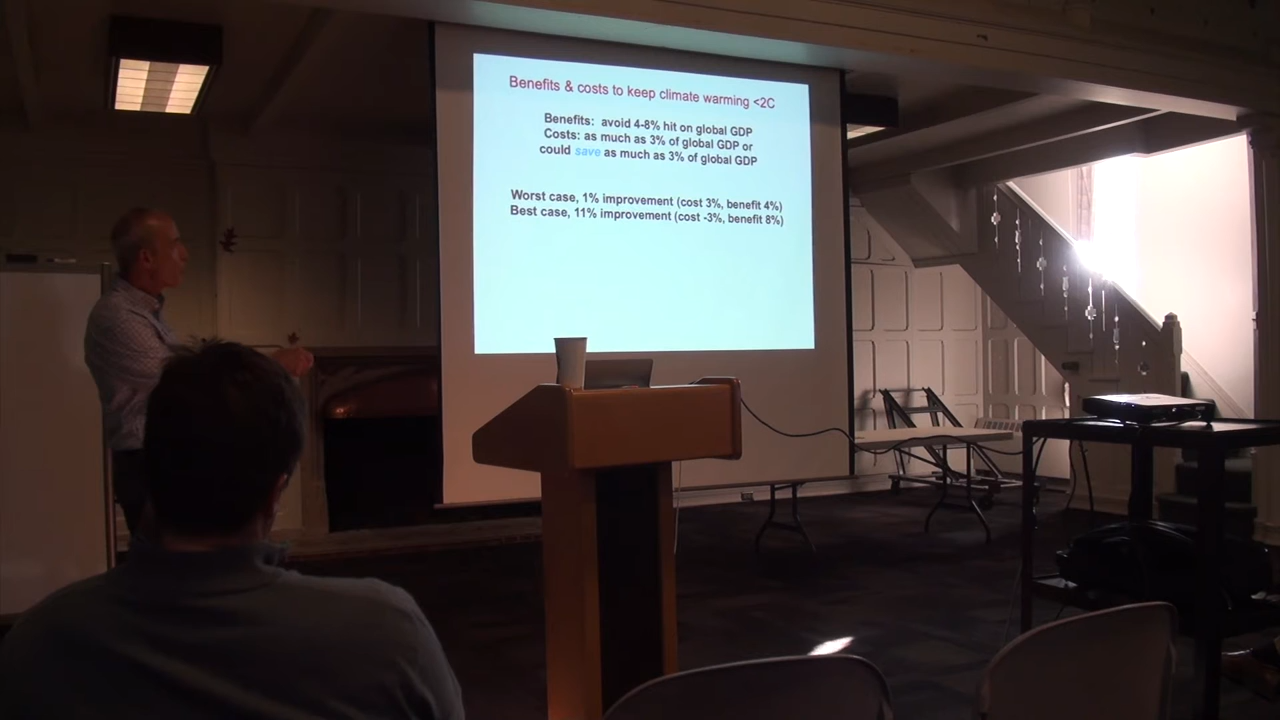 Benefits & costs to keep climate warming <2C
Benefits: avoid 4-8% hit on global GDP
Costs: as much as 3% of global GDP or
could save as much as 3% of global GDP
Worst case, 1% improvement (cost 3%, benefit 4%)
Best case, 11% improvement (cost -3%, benefit 8%)